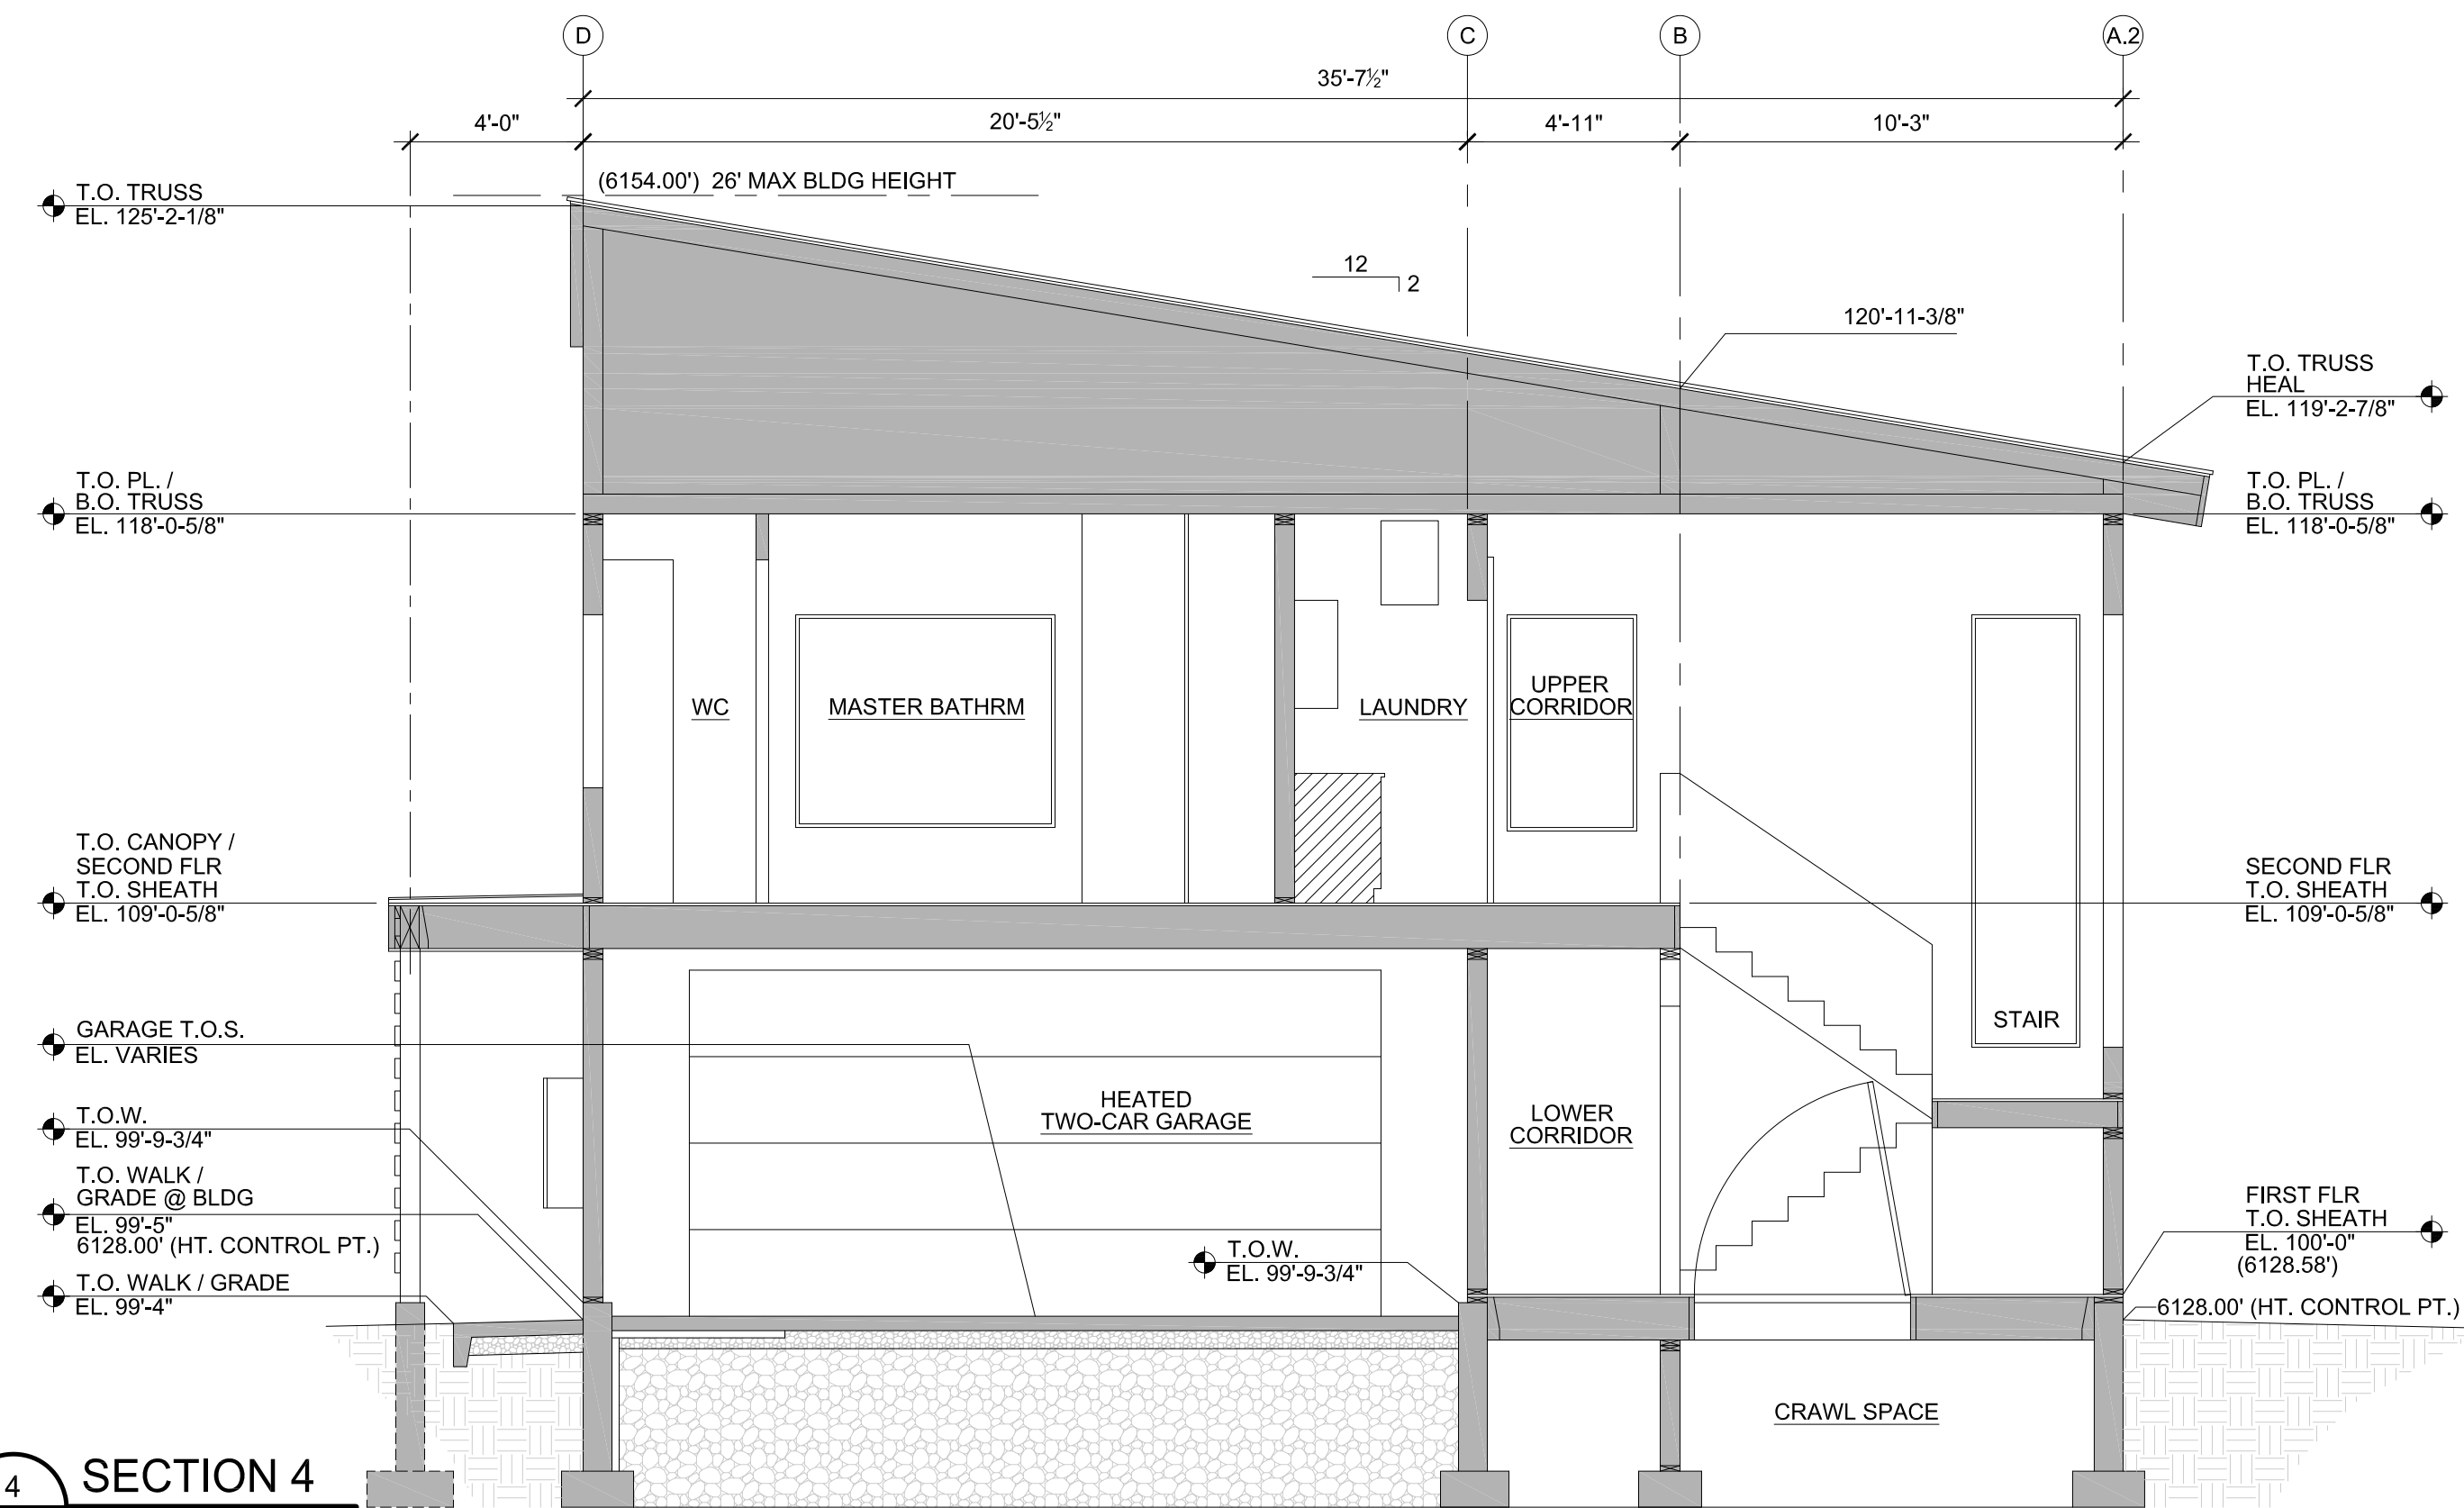 D
C
B
A.2
35'-7½"
4'-0"
20'-5½"
4'-11"
10'-3"
(6154.00') 26' MAX BLDG HEIGHT
T.O. TRUSS
EL. 125'-2-1/8"
12
2
120'-11-3/8"
T.O. TRUSS
HEAL
EL. 119'-2-7/8"
T.O. PL. /
B.O. TRUSS
EL. 118'-0-5/8"
T.O. PL. /
B.O. TRUSS
EL. 118'-0-5/8"
WC
MASTER BATHRM
LAUNDRY
UPPER
CORRIDOR
T.O. CANOPY /
SECOND FLR
T.O. SHEATH
EL. 109'-0-5/8"
SECOND FLR
T.O. SHEATH
EL. 109'-0-5/8"
STAIR
GARAGE T.O.S.
EL. VARIES
HEATED
TWO-CAR GARAGE
LOWER
CORRIDOR
T.O.W.
EL. 99'-9-3/4"
T.O. WALK /
GRADE @ BLDG
EL. 99'-5"
6128.00' (HT. CONTROL PT.)
T.O.W.
EL. 99'-9-3/4"
FIRST FLR
T.O. SHEATH
EL. 100'-0"
(6128.58')
T.O. WALK / GRADE
EL. 99'-4"
6128.00' (HT. CONTROL PT.)
CRAWL SPACE
4
SECTION 4